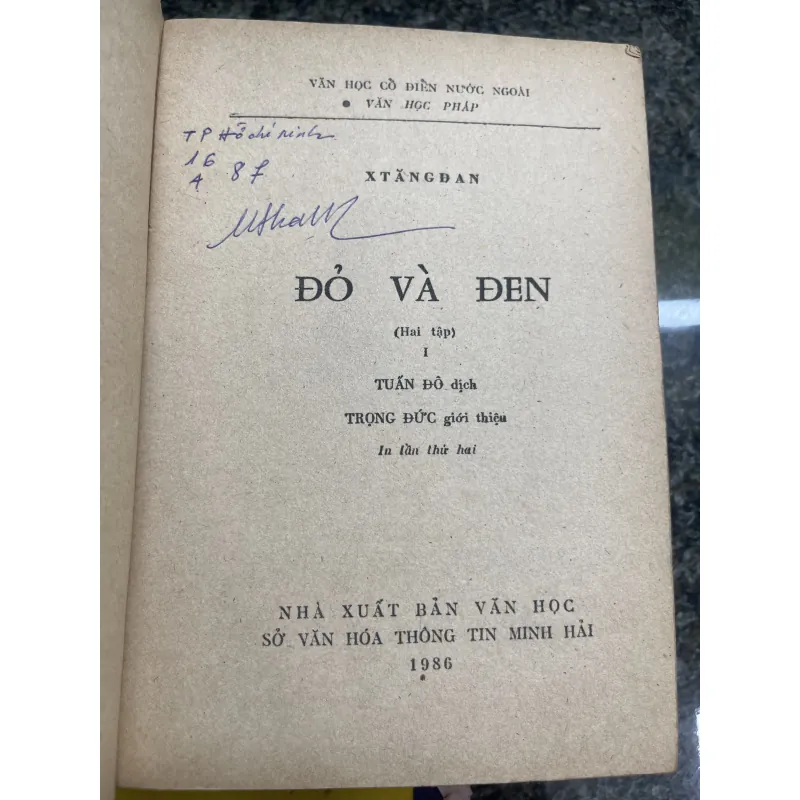 VĂN HỌC CỔ ĐIỂN NƯỚC NGOÀI
• VĂN HỌC PHÁP
TP Hồ chí minh
16
4 87
XTĂNGĐAN
ĐỎ VÀ ĐEN
(Hai tập)
I
TUẤN ĐÔ dịch
TRỌNG ĐỨC giới thiệu
In lần thứ hai
NHÀ XUẤT BẢN VĂN HỌC
SỞ VĂN HÓA THÔNG TIN MINH HẢI
1986